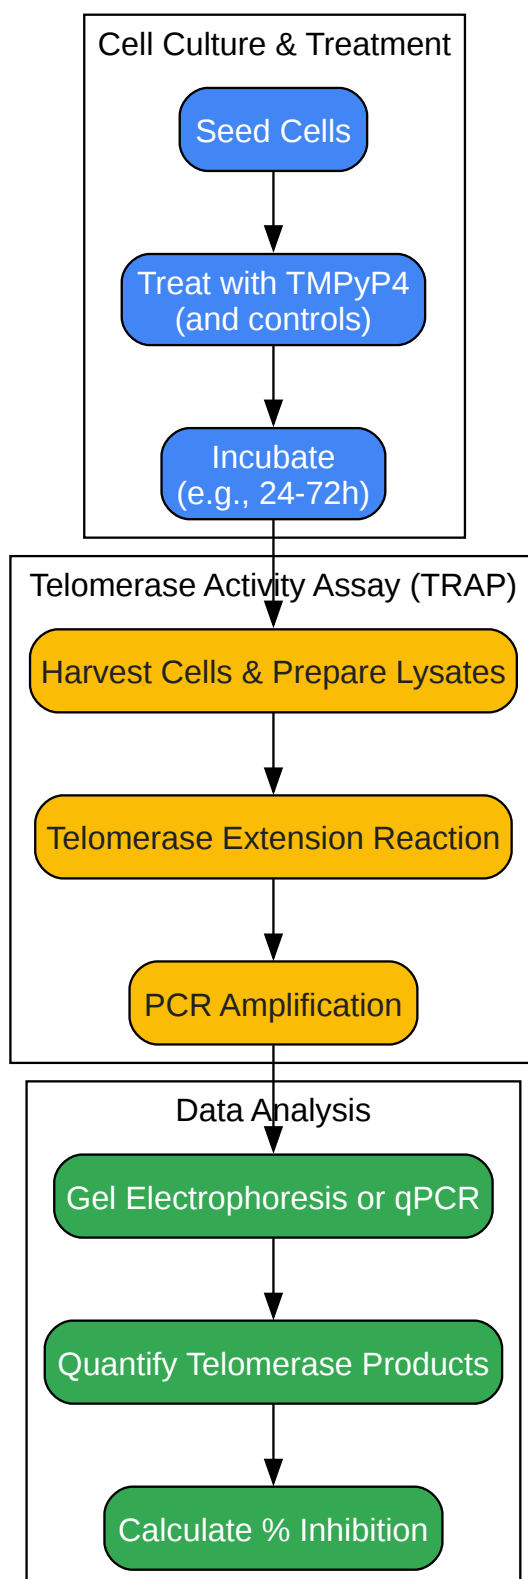 Cell Culture & Treatment
Seed Cells
Treat with TMPyP4
(and controls)
Incubate
(e.g., 24-72h)
Telomerase Activity Assay (TRAP)
Harvest Cells & Prepare Lysates
Telomerase Extension Reaction
PCR Amplification
Data Analysis
Gel Electrophoresis or qPCR
Quantify Telomerase Products
Calculate % Inhibition